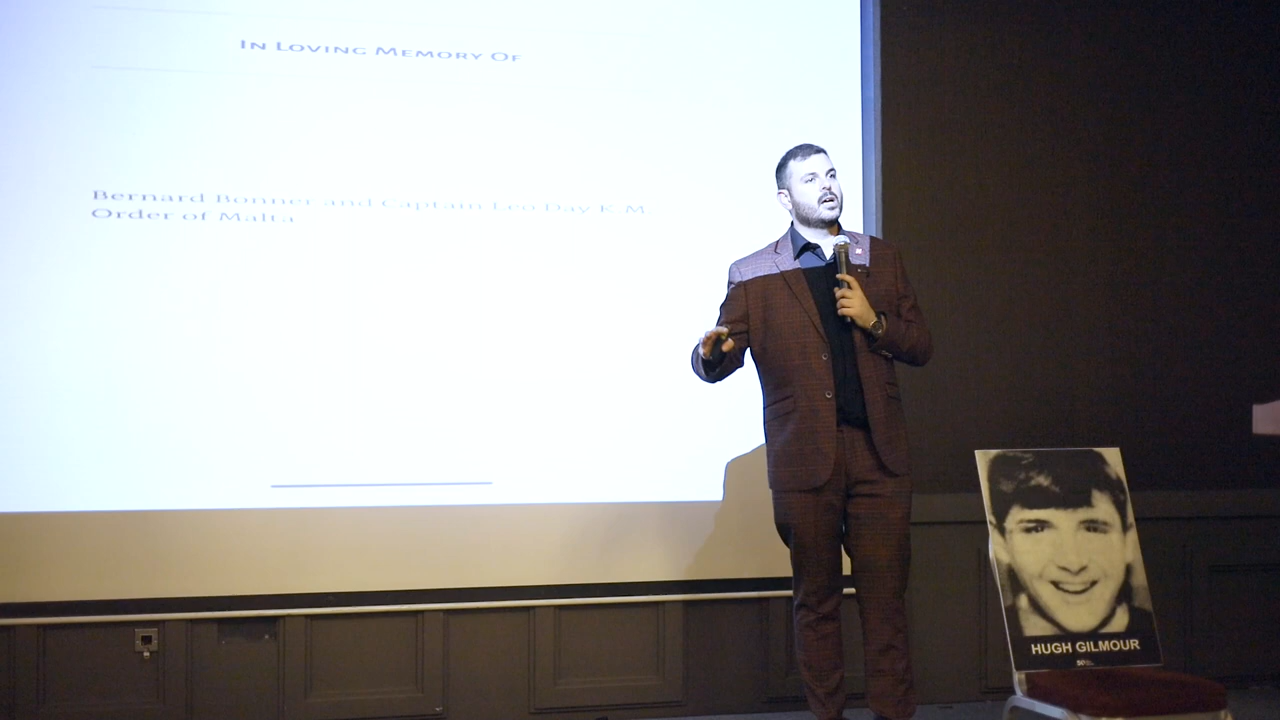 IN LOVING MEMORY OF
Bernard Bonner and Captain Leo Day K.M.
Order of Malta
HUGH GILMOUR